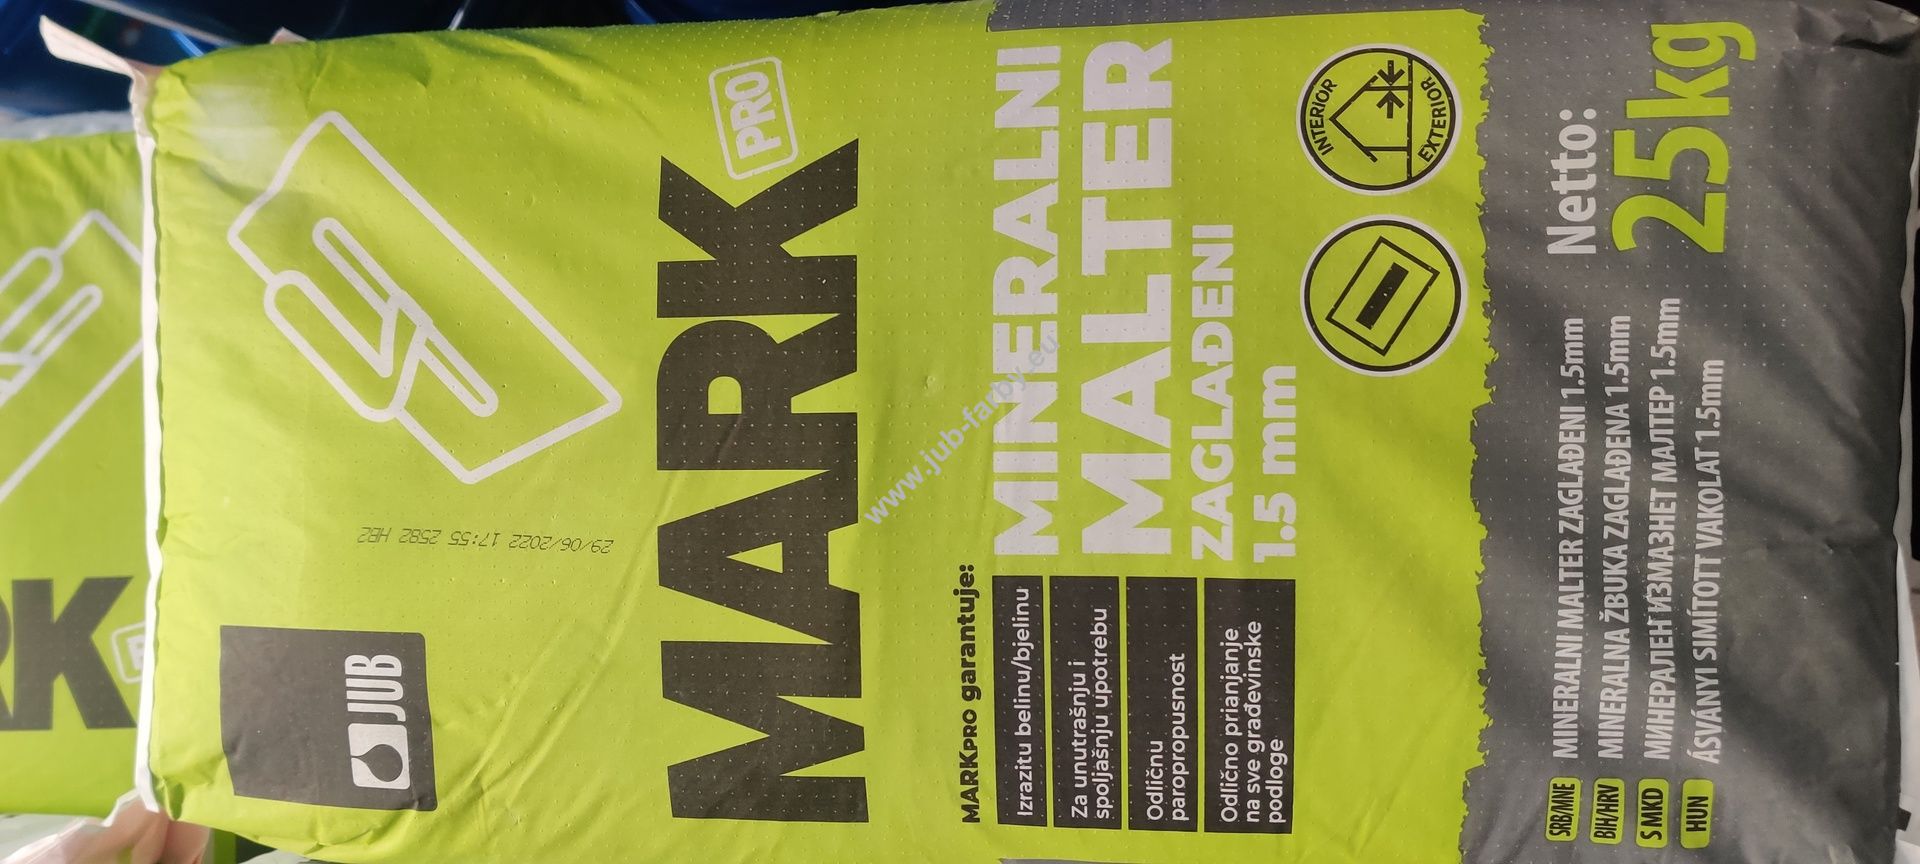 JUB
29/06/2022 17:55 2582 HB2
MARK
PRO
MARKPRO garantuje:
Izrazitu belinu/bjelinu
Za unutrašnju i
spoljašnju upotrebu
Odličnu
paropropusnost
Odlično prianjanje
na sve građevinske
podloge
MINERALNI
MALTER
ZAGLAĐENI
1.5 mm
INTERIOR
EXTERIOR
SRB/MNE MINERALNI MALTER ZAGLAĐENI 1.5mm
BIH/HRV MINERALNA ŽBUKA ZAGLAĐENA 1.5mm
S MKD МИНЕРАЛЕН ИЗМАЗНЕТ МАЛТЕР 1.5mm
HUN ÁSVÁNYI SIMÍTOTT VAKOLAT 1.5mm
Netto:
25kg
www.jub-farby.eu
RK